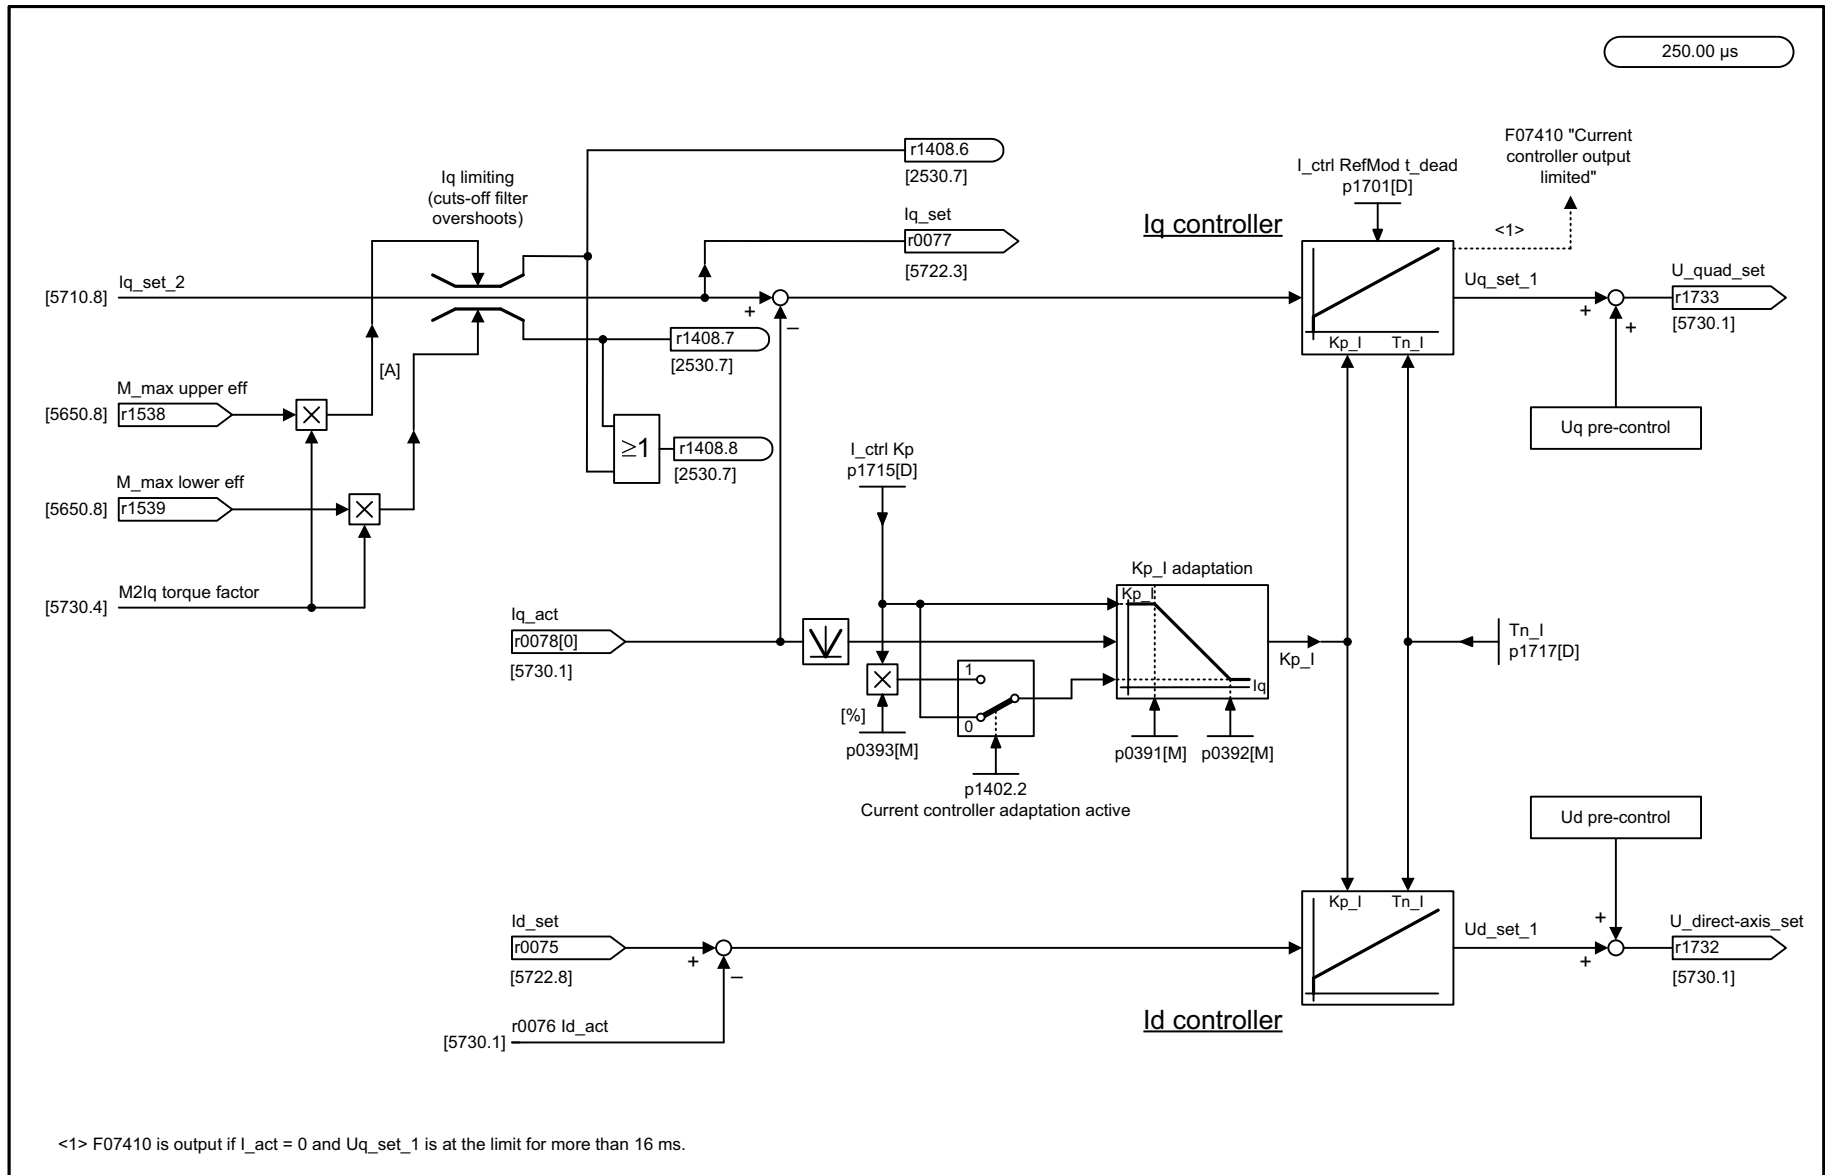 250.00 µs
F07410 "Current
controller output
limited"
<1>
r1408.6
[2530.7]
I_ctrl RefMod t_dead
p1701[D]
Iq limiting
(cuts-off filter
overshoots)
Iq_set
r0077
[5722.3]
Iq controller
[5710.8]
Iq_set_2
+
–
Kp_I
Tn_I
Uq_set_1
+
+
U_quad_set
r1733
[5730.1]
r1408.7
[2530.7]
[A]
M_max upper eff
[5650.8]
r1538
Uq pre-control
≥1
r1408.8
[2530.7]
I_ctrl Kp
p1715[D]
M_max lower eff
[5650.8]
r1539
M2Iq torque factor
[5730.4]
Kp_I adaptation
Kp_I
Iq
Iq_act
r0078[0]
[5730.1]
Kp_I
Tn_I
p1717[D]
1
0
[%]
p0393[M]
p0391[M]
p0392[M]
p1402.2
Current controller adaptation active
Ud pre-control
Kp_I
Tn_I
Id_set
r0075
[5722.8]
+
–
Ud_set_1
+
+
U_direct-axis_set
r1732
[5730.1]
[5730.1]
r0076 Id_act
Id controller
<1> F07410 is output if I_act = 0 and Uq_set_1 is at the limit for more than 16 ms.